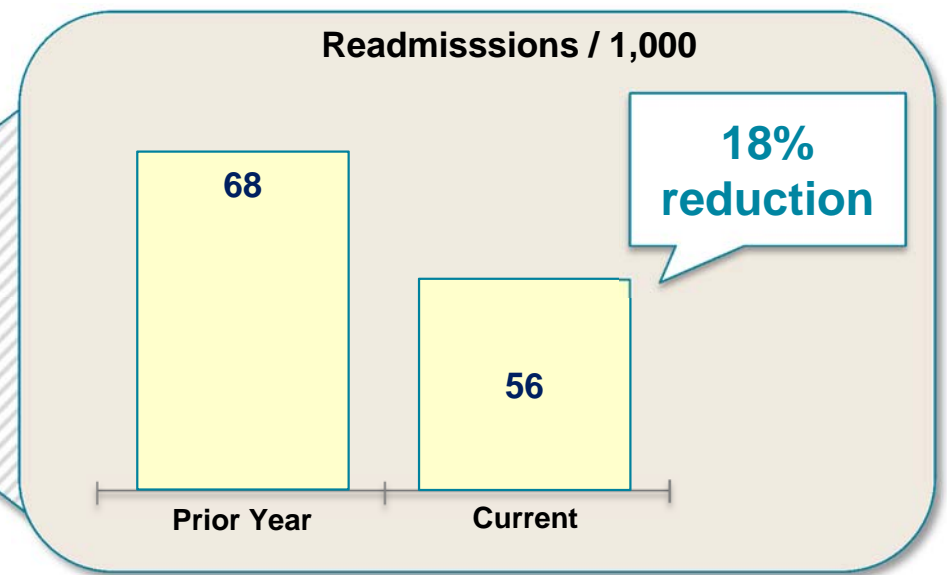 Readmisssions / 1,000
18%
reduction
68
56
Prior Year
Current